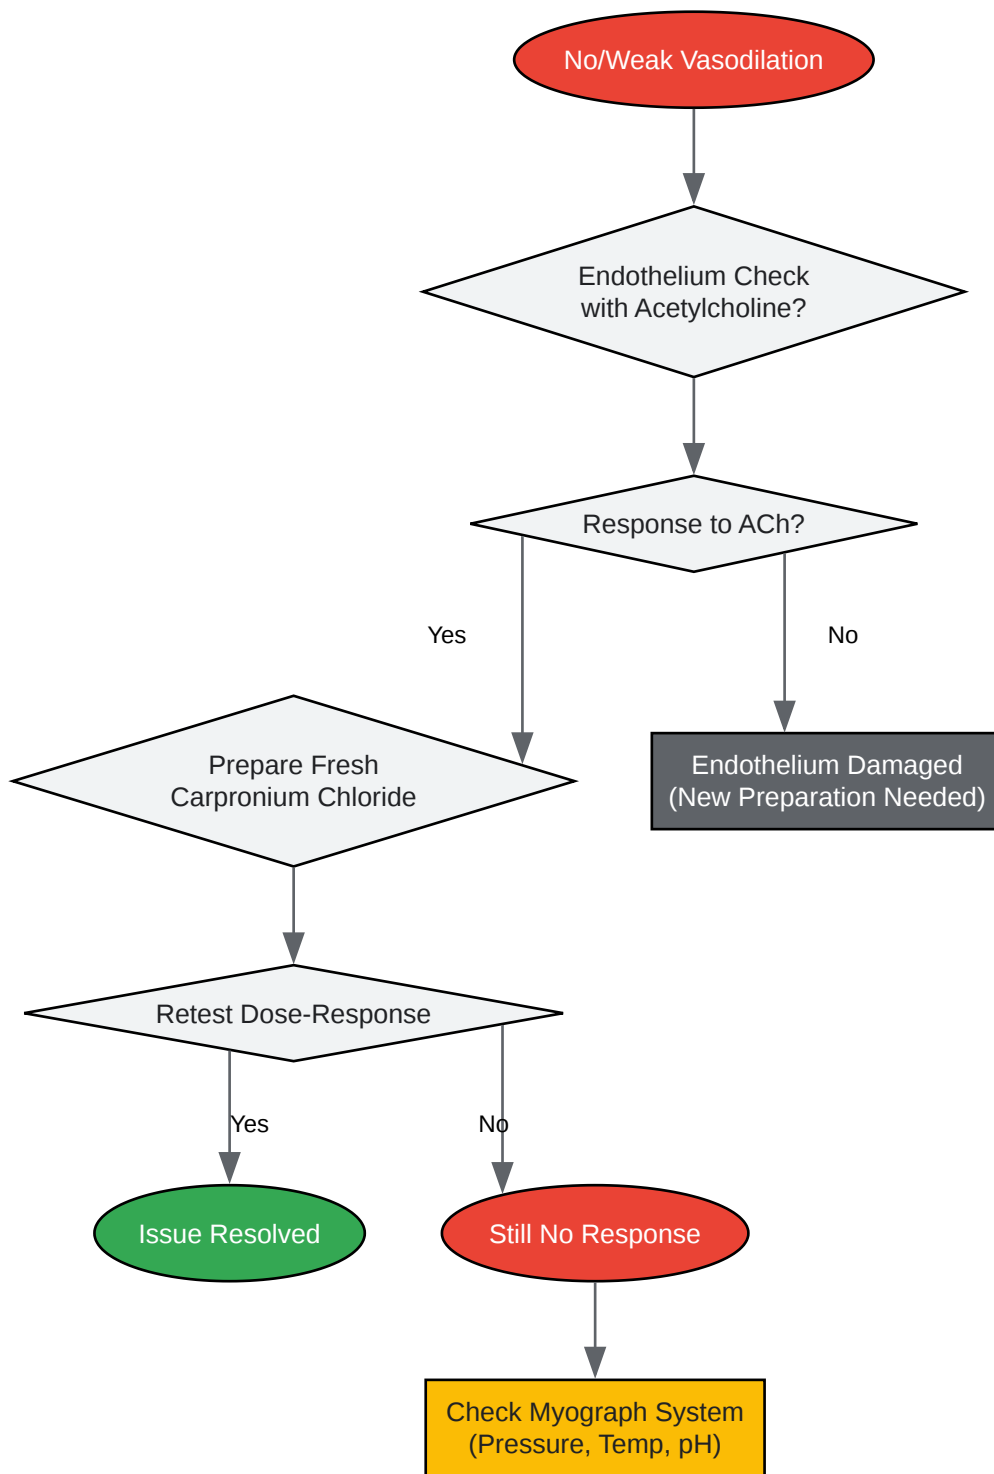 No/Weak Vasodilation
Endothelium Check
with Acetylcholine?
Response to ACh?
Yes
No
Prepare Fresh
Carpronium Chloride
Endothelium Damaged
(New Preparation Needed)
Retest Dose-Response
Yes
No
Issue Resolved
Still No Response
Check Myograph System
(Pressure, Temp, pH)